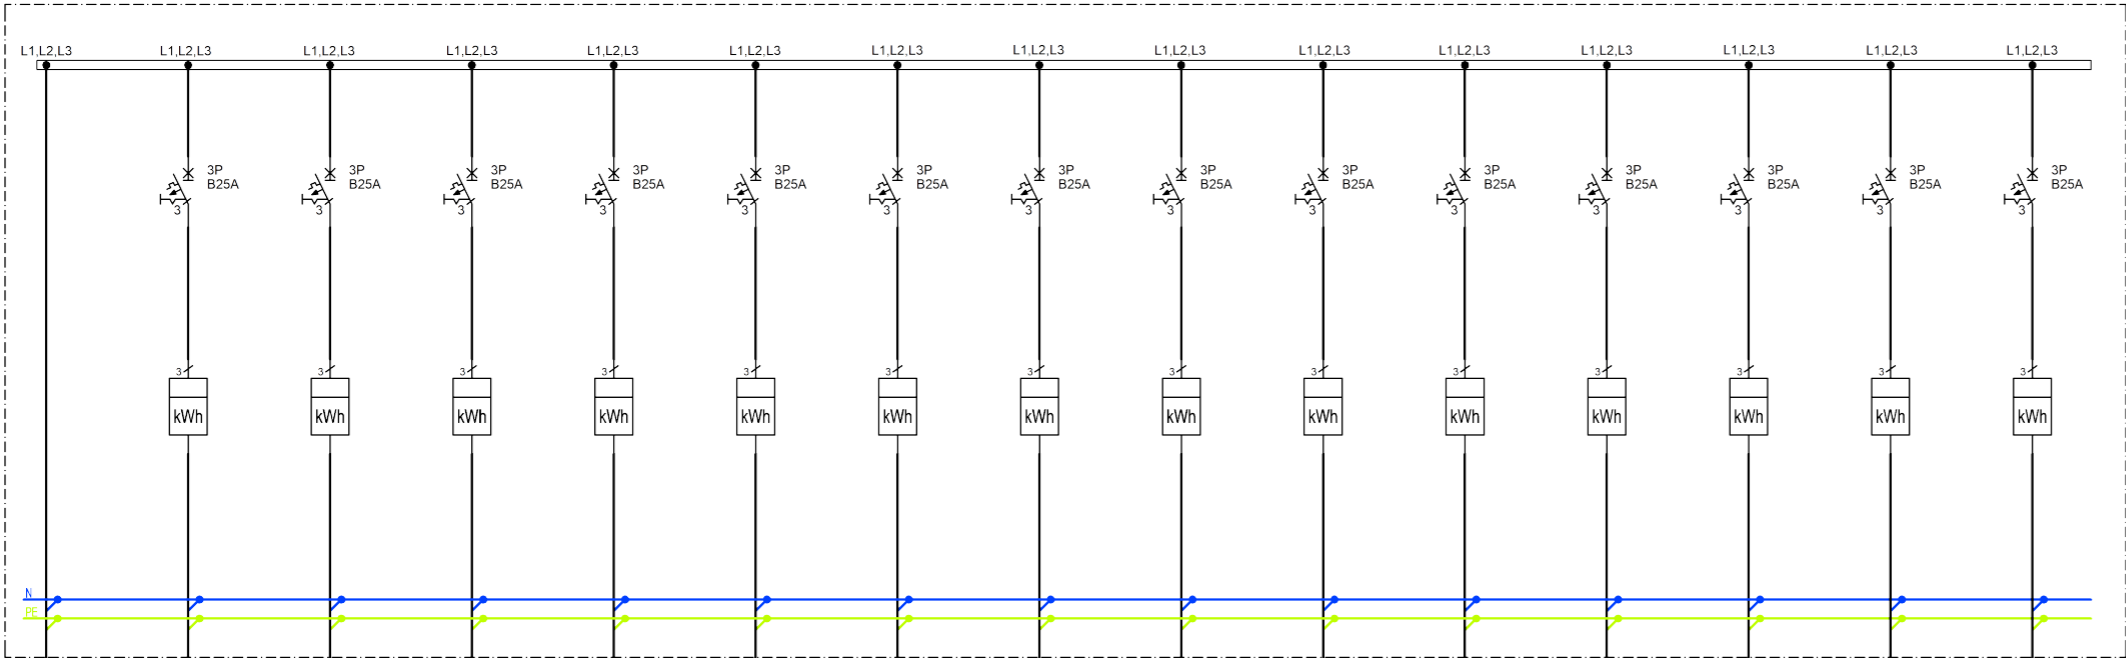 L1,L2,L3 L1,L2,L3 L1,L2,L3 L1,L2,L3 L1,L2,L3 L1,L2,L3 L1,L2,L3 L1,L2,L3 L1,L2,L3 L1,L2,L3 L1,L2,L3 L1,L2,L3 L1,L2,L3 L1,L2,L3 L1,L2,L3
3P 3P 3P 3P 3P 3P 3P 3P 3P 3P 3P 3P 3P 3P
B25A B25A B25A B25A B25A B25A B25A B25A B25A B25A B25A B25A B25A B25A
3 3 3 3 3 3 3 3 3 3 3 3 3 3
3 3 3 3 3 3 3 3 3 3 3 3 3 3
kWh kWh kWh kWh kWh kWh kWh kWh kWh kWh kWh kWh kWh kWh
N
PE